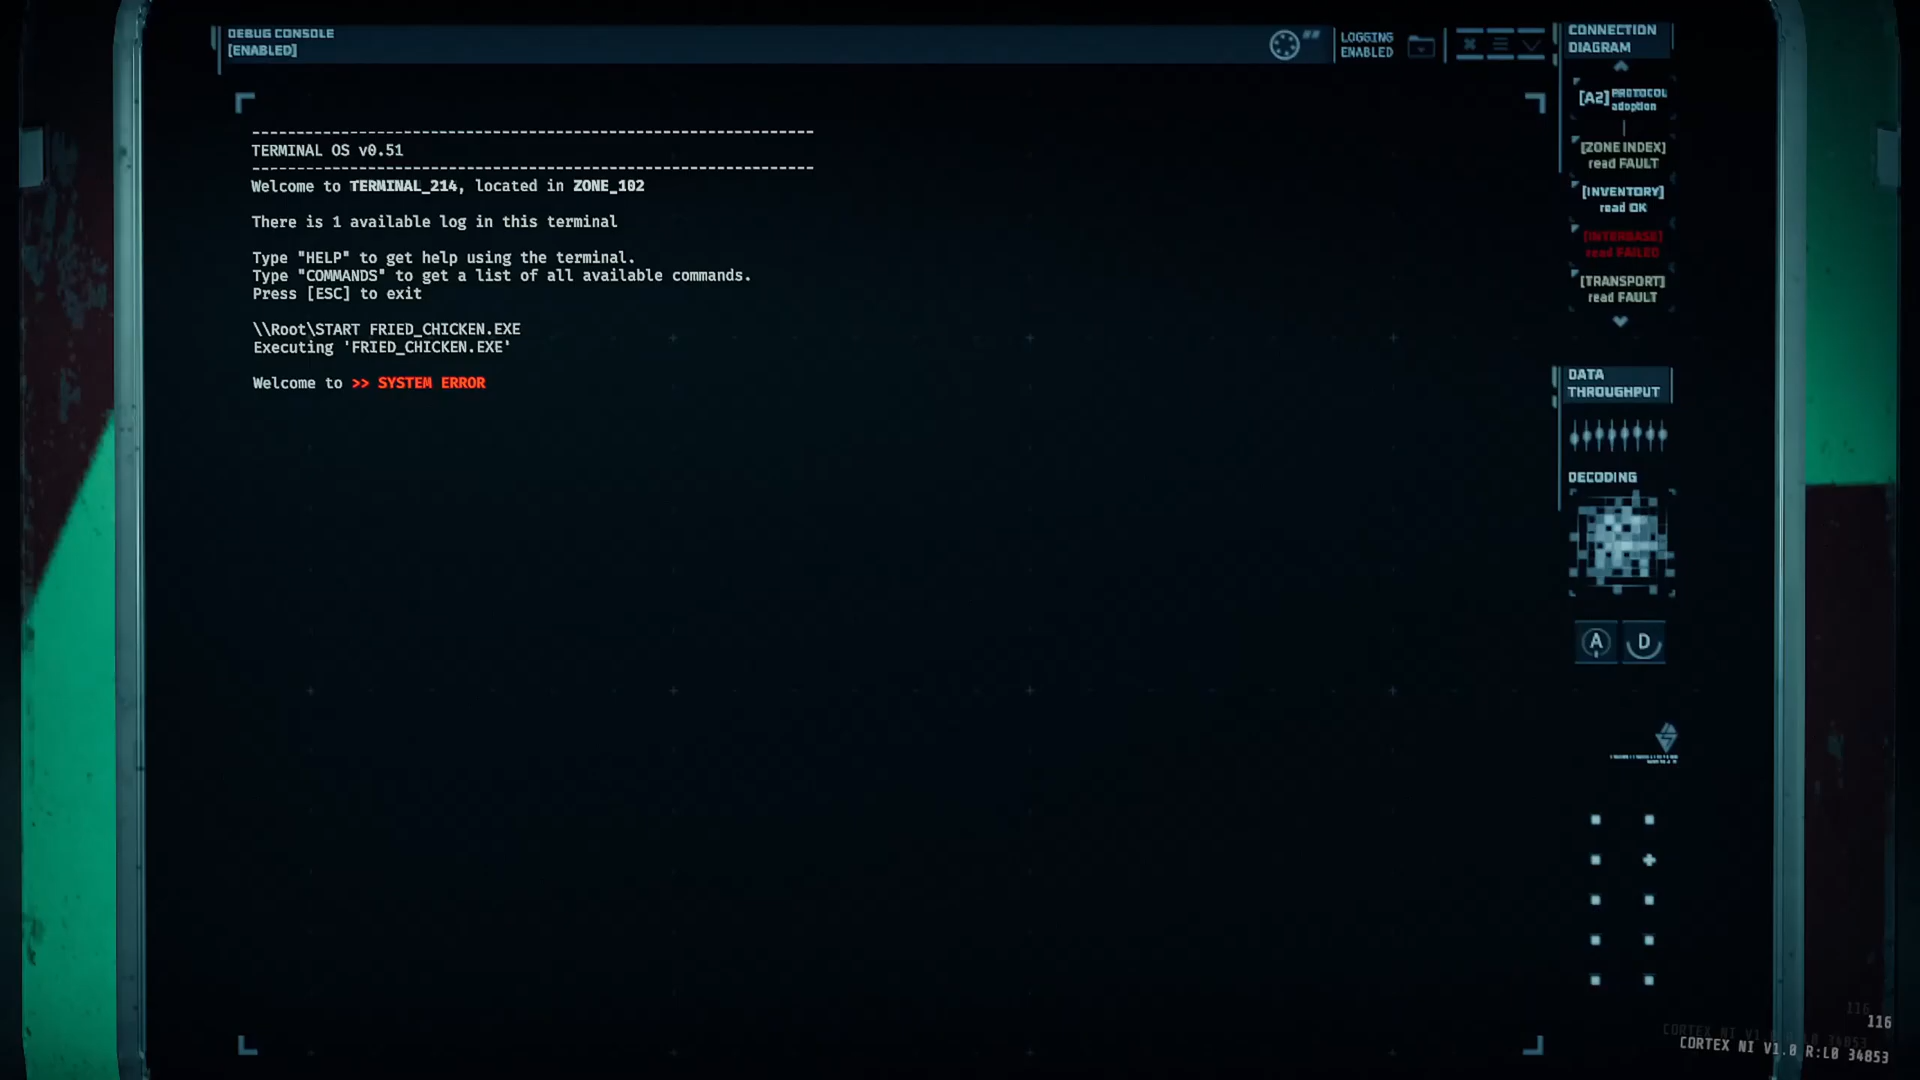 DEBUG CONSOLE
[ENABLED]
LOGGING
ENABLED
--------------------------------------------------------------
TERMINAL OS v0.51
--------------------------------------------------------------
Welcome to TERMINAL_214, located in ZONE_102
There is 1 available log in this terminal
Type "HELP" to get help using the terminal.
Type "COMMANDS" to get a list of all available commands.
Press [ESC] to exit
\\Root\START FRIED_CHICKEN.EXE
Executing 'FRIED_CHICKEN.EXE'
Welcome to >> SYSTEM ERROR
CONNECTION
DIAGRAM
[A2] PROTOCOL
adoption
[ZONE INDEX]
read FAULT
[INVENTORY]
read OK
[INTERBASE]
read FAILED
[TRANSPORT]
read FAULT
DATA
THROUGHPUT
DECODING
A D
116
CORTEX NI V1.0 R:L0 34853